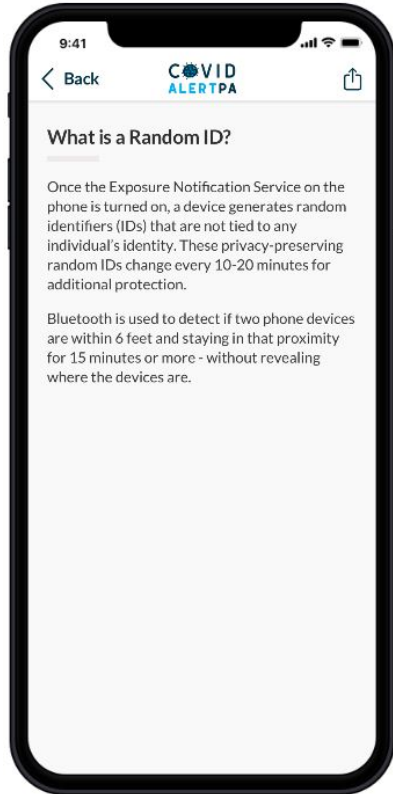 9:41
Back
COVID
ALERTPA
What is a Random ID?
Once the Exposure Notification Service on the
phone is turned on, a device generates random
identifiers (IDs) that are not tied to any
individual’s identity. These privacy-preserving
random IDs change every 10-20 minutes for
additional protection.
Bluetooth is used to detect if two phone devices
are within 6 feet and staying in that proximity
for 15 minutes or more - without revealing
where the devices are.